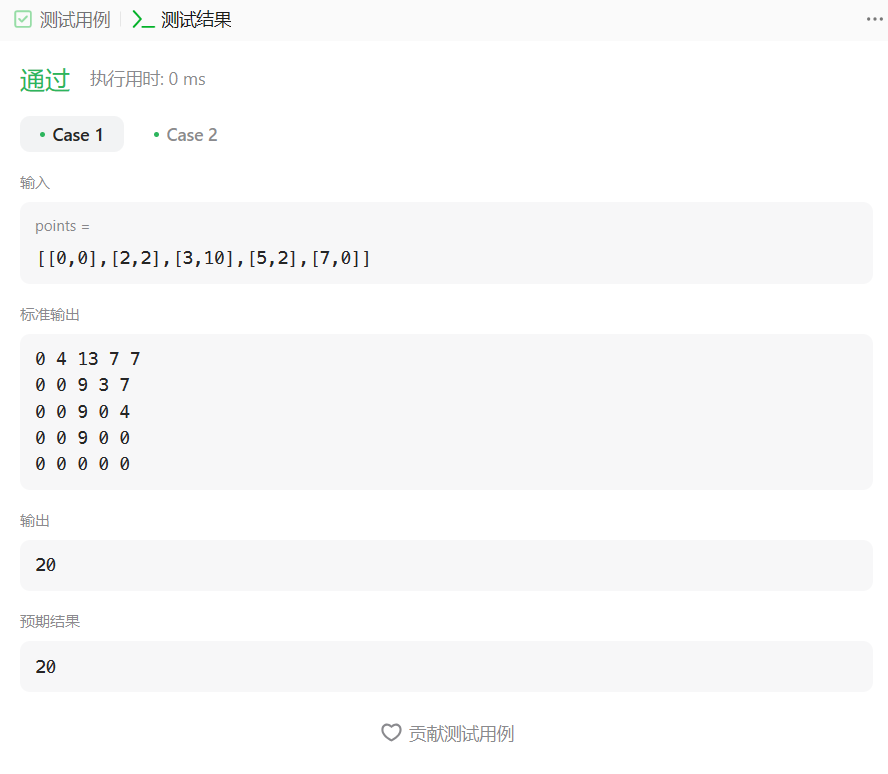 测试用例 测试结果
通过 执行用时: 0 ms
Case 1 Case 2
输入
points =
[[0,0],[2,2],[3,10],[5,2],[7,0]]
标准输出
0 4 13 7 7
0 0 9 3 7
0 0 9 0 4
0 0 9 0 0
0 0 0 0 0
输出
20
预期结果
20
贡献测试用例